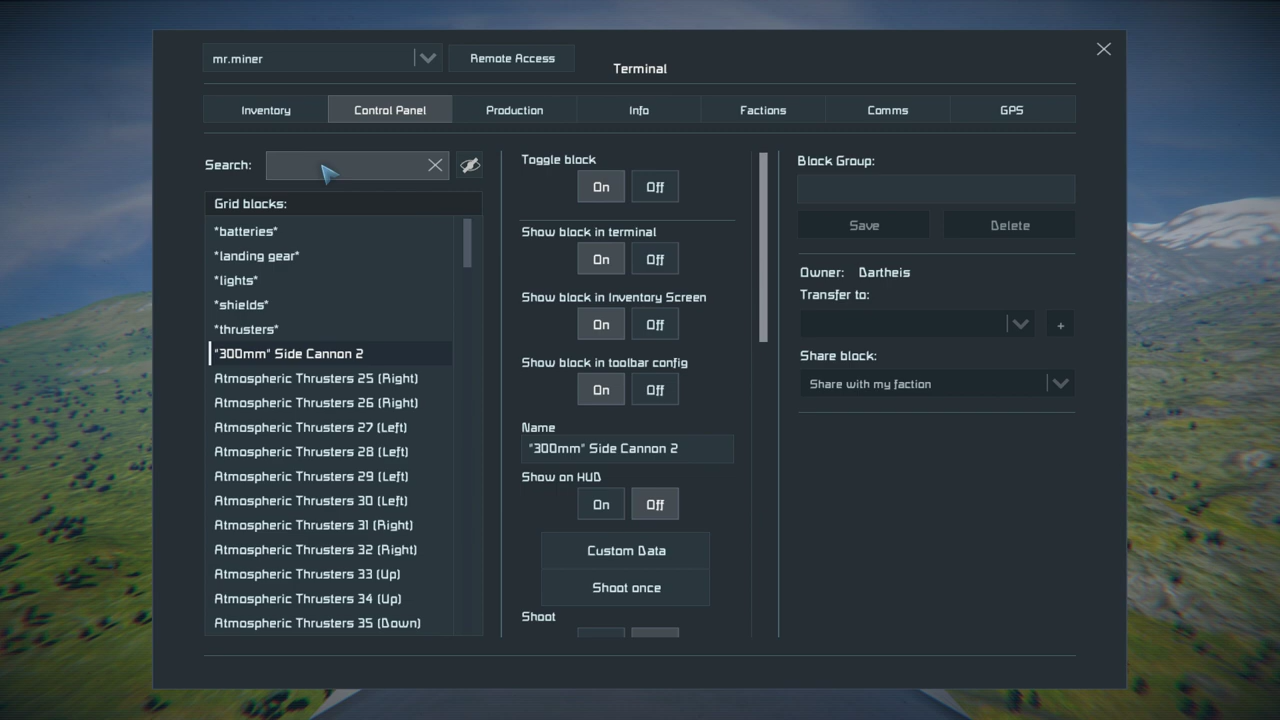 mr.miner
Remote Access
Terminal
Inventory
Control Panel
Production
Info
Factions
Comms
GPS
Search:
Grid blocks:
*batteries*
*landing gear*
*lights*
*shields*
*thrusters*
"300mm" Side Cannon 2
Atmospheric Thrusters 25 (Right)
Atmospheric Thrusters 26 (Right)
Atmospheric Thrusters 27 (Left)
Atmospheric Thrusters 28 (Left)
Atmospheric Thrusters 29 (Left)
Atmospheric Thrusters 30 (Left)
Atmospheric Thrusters 31 (Right)
Atmospheric Thrusters 32 (Right)
Atmospheric Thrusters 33 (Up)
Atmospheric Thrusters 34 (Up)
Atmospheric Thrusters 35 (Down)
Toggle block
On Off
Show block in terminal
On Off
Show block in Inventory Screen
On Off
Show block in toolbar config
On Off
Name
"300mm" Side Cannon 2
Show on HUD
On Off
Custom Data
Shoot once
Shoot
Block Group:
Save Delete
Owner: Dartheis
Transfer to:
+
Share block:
Share with my faction